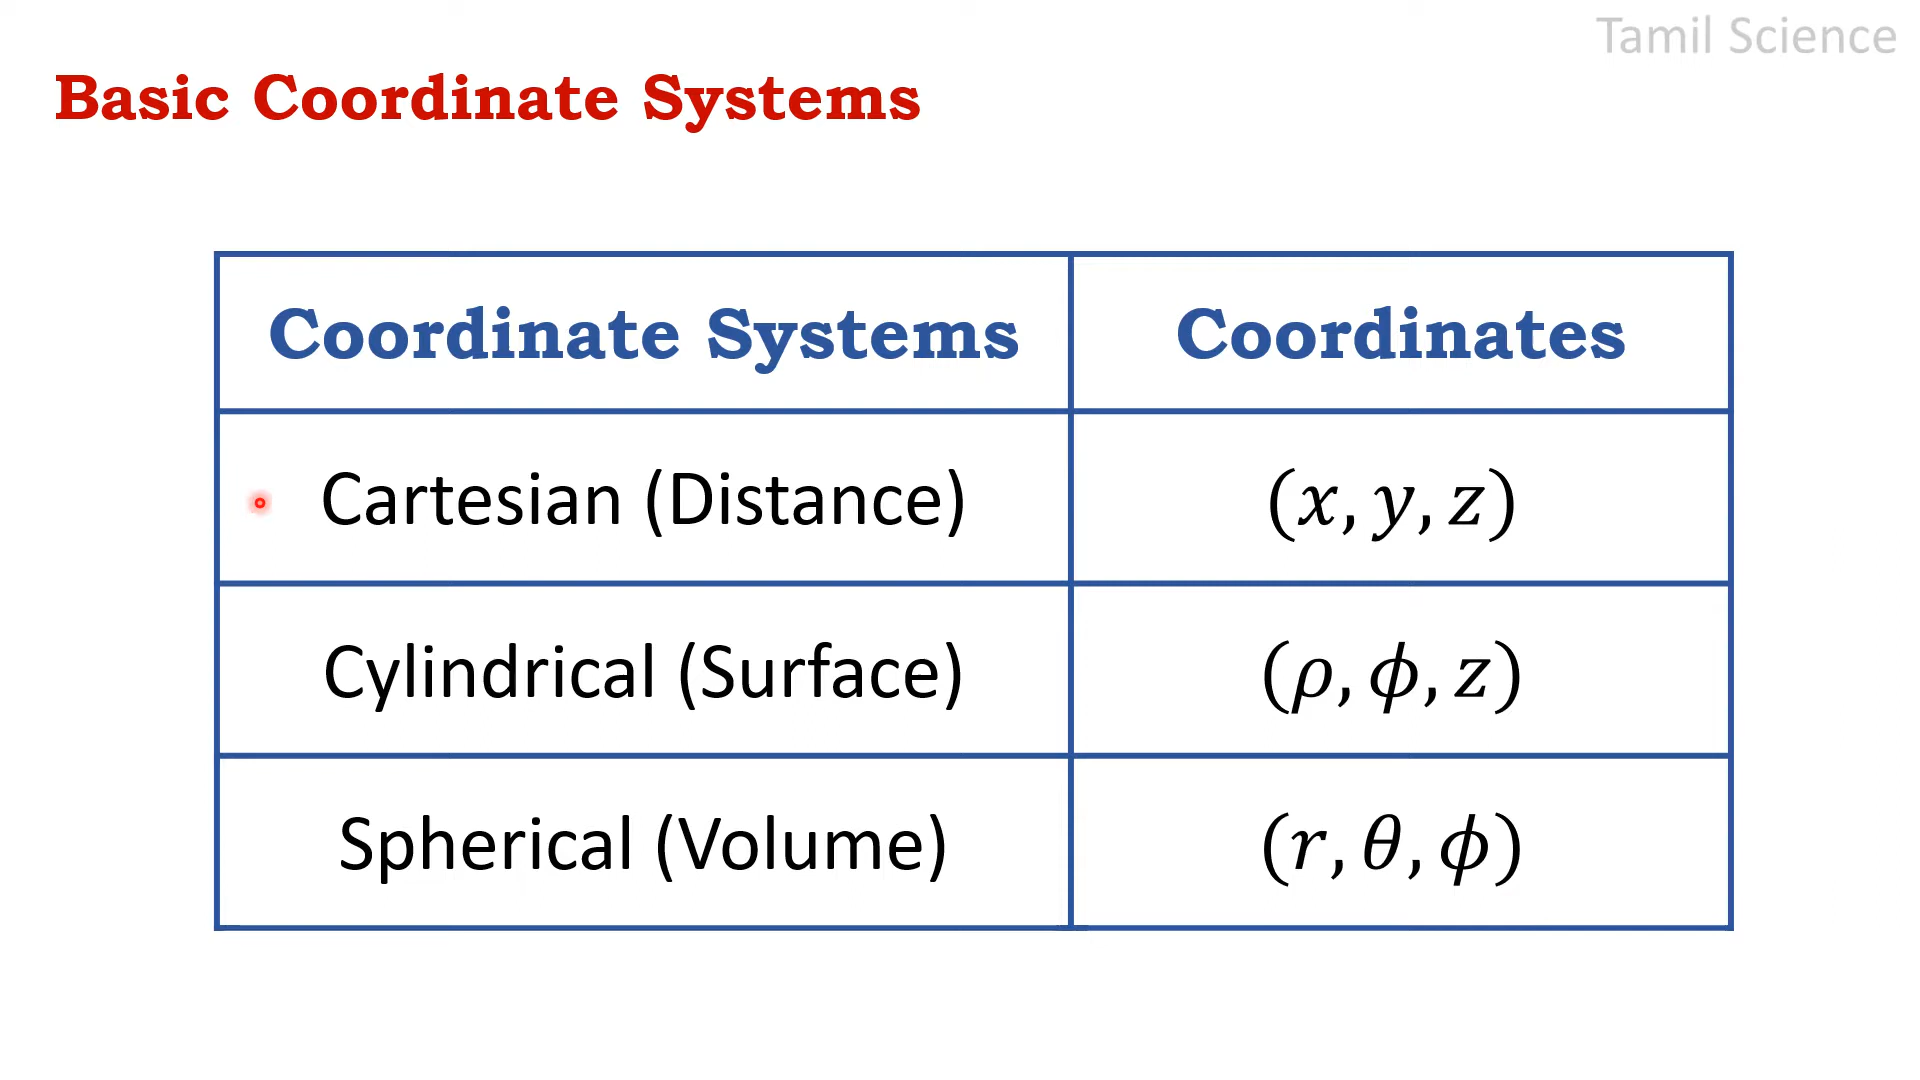 Tamil Science
Basic Coordinate Systems
Coordinate Systems Coordinates
Cartesian (Distance) (x, y, z)
Cylindrical (Surface) (ρ, ϕ, z)
Spherical (Volume) (r, θ, ϕ)